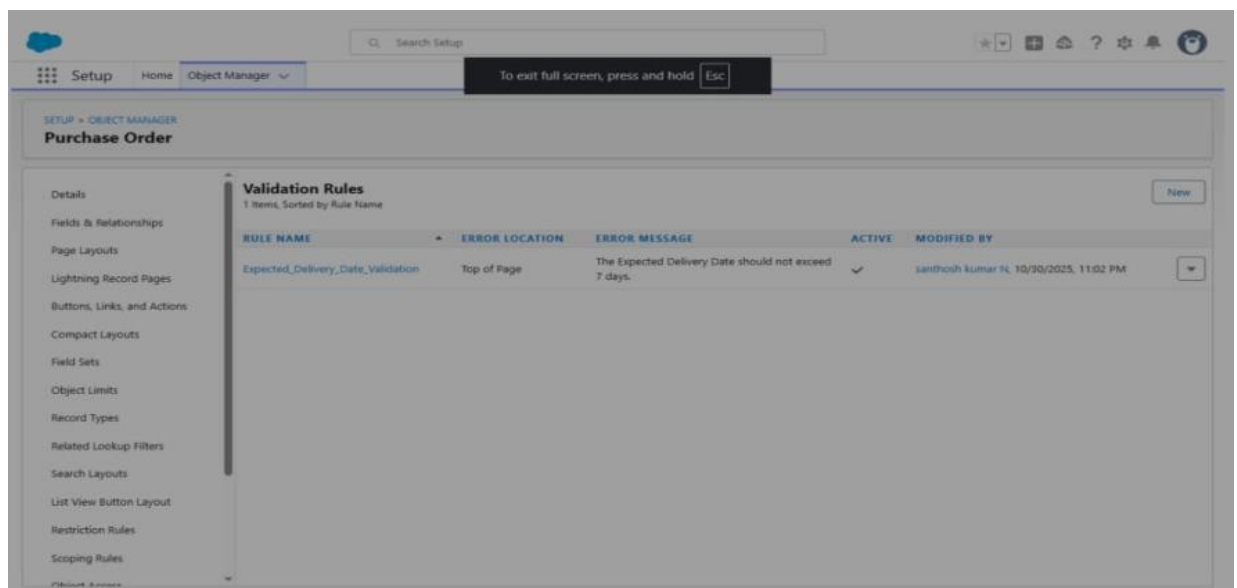 Search Setup
Setup Home Object Manager
To exit full screen, press and hold Esc
SETUP > OBJECT MANAGER
Purchase Order
Details
Fields & Relationships
Page Layouts
Lightning Record Pages
Buttons, Links, and Actions
Compact Layouts
Field Sets
Object Limits
Record Types
Related Lookup Filters
Search Layouts
List View Button Layout
Restriction Rules
Scoping Rules
Object Access
Validation Rules
1 Items, Sorted by Rule Name
New
RULE NAME ERROR LOCATION ERROR MESSAGE ACTIVE MODIFIED BY
Expected_Delivery_Date_Validation Top of Page The Expected Delivery Date should not exceed santhosh kumar N, 10/30/2025, 11:02 PM
7 days.